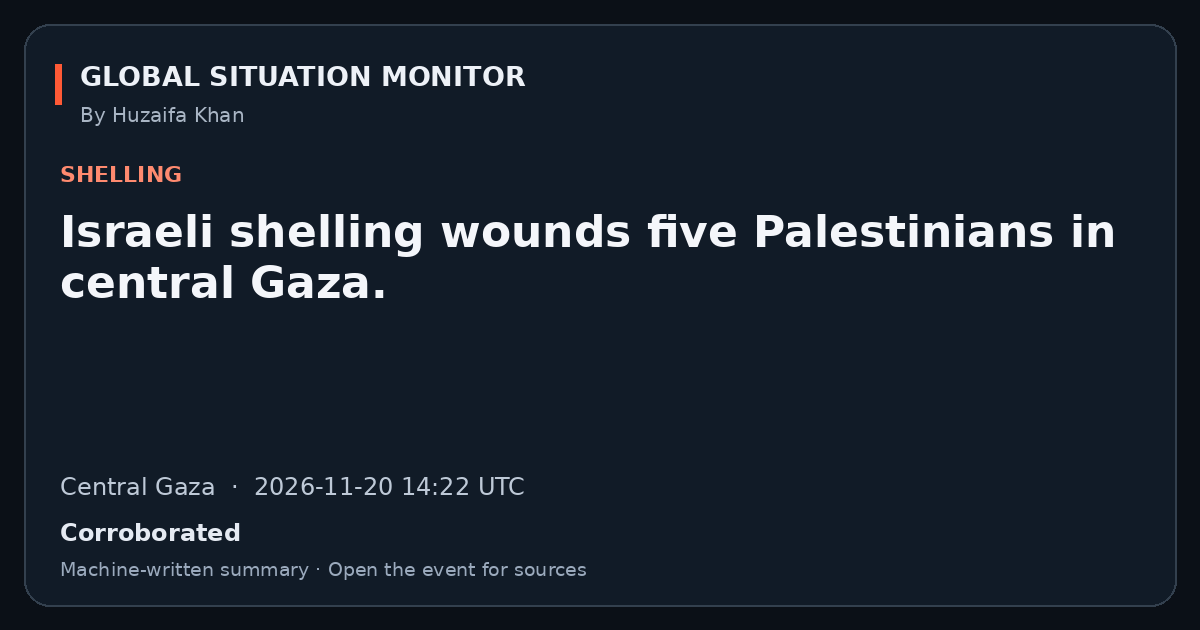 GLOBAL SITUATION MONITOR
By Huzaifa Khan
SHELLING
Israeli shelling wounds five Palestinians in
central Gaza.
Central Gaza · 2026-11-20 14:22 UTC
Corroborated
Machine-written summary · Open the event for sources